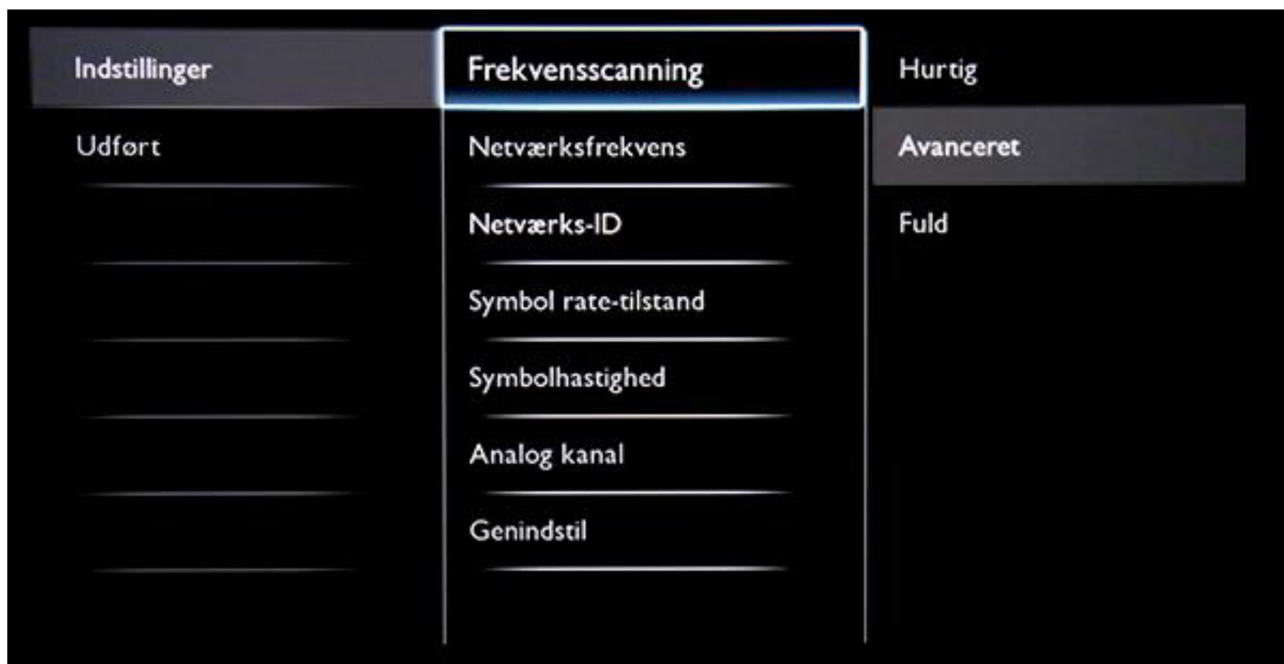 Indstillinger
Udført
Frekvensscanning
Netværksfrekvens
Netværks-ID
Symbol rate-tilstand
Symbolhastighed
Analog kanal
Genindstil
Hurtig
Avanceret
Fuld